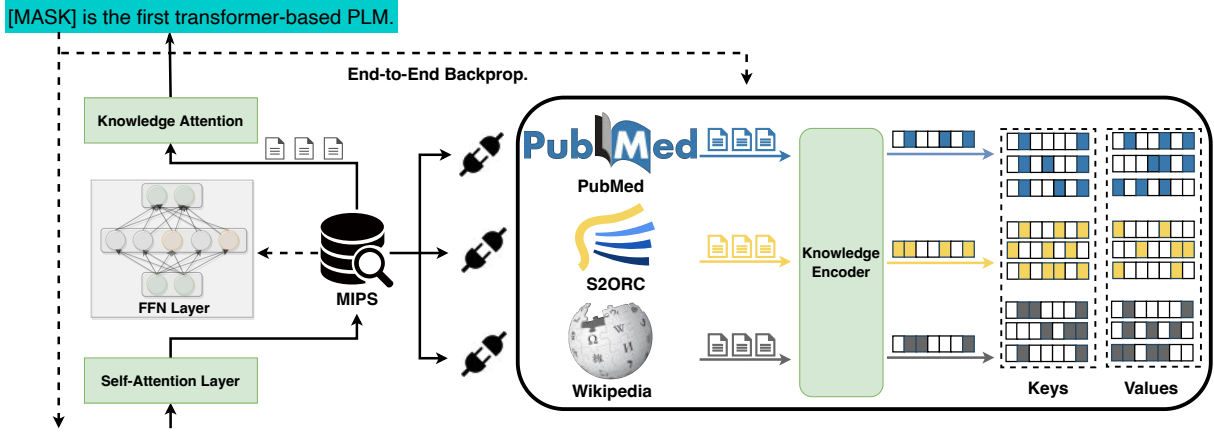 [MASK] is the first transformer-based PLM.
End-to-End Backprop.
Knowledge Attention
FFN Layer
MIPS
Self-Attention Layer
PubMed
PubMed
S2ORC
Wikipedia
Knowledge
Encoder
Keys
Values